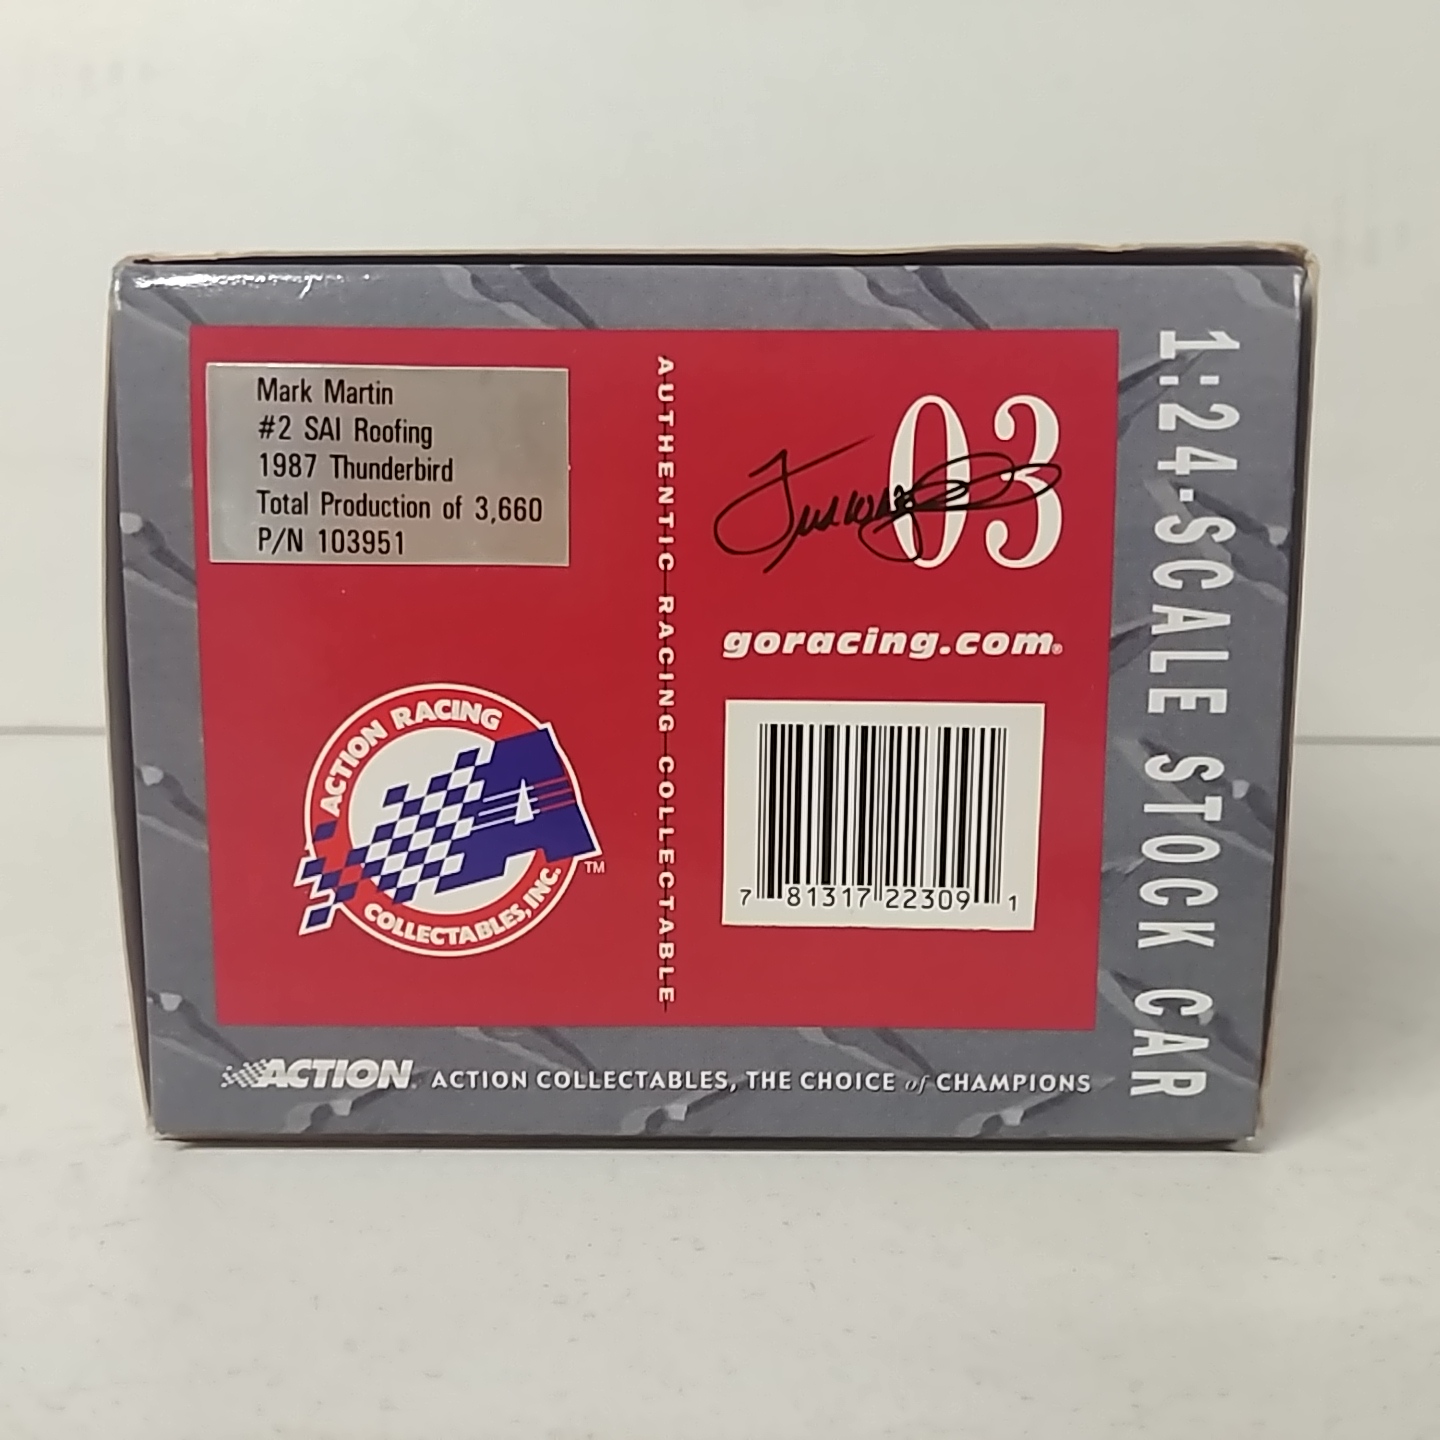 Mark Martin
#2 SAI Roofing
1987 Thunderbird
Total Production of 3,660
P/N 103951
ACTION RACING
COLLECTABLES, INC.
A
TM
AUTHENTIC RACING COLLECTABLE
03
goracing.com®
7 81317 22309 1
1:24-SCALE STOCK CAR
ACTION
ACTION COLLECTABLES, THE CHOICE of CHAMPIONS